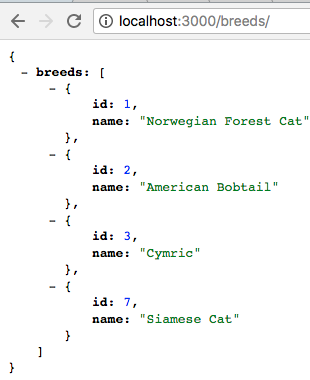 localhost:3000/breeds/
{
− breeds: [
− {
id: 1,
name: "Norwegian Forest Cat"
},
− {
id: 2,
name: "American Bobtail"
},
− {
id: 3,
name: "Cymric"
},
− {
id: 7,
name: "Siamese Cat"
}
]
}